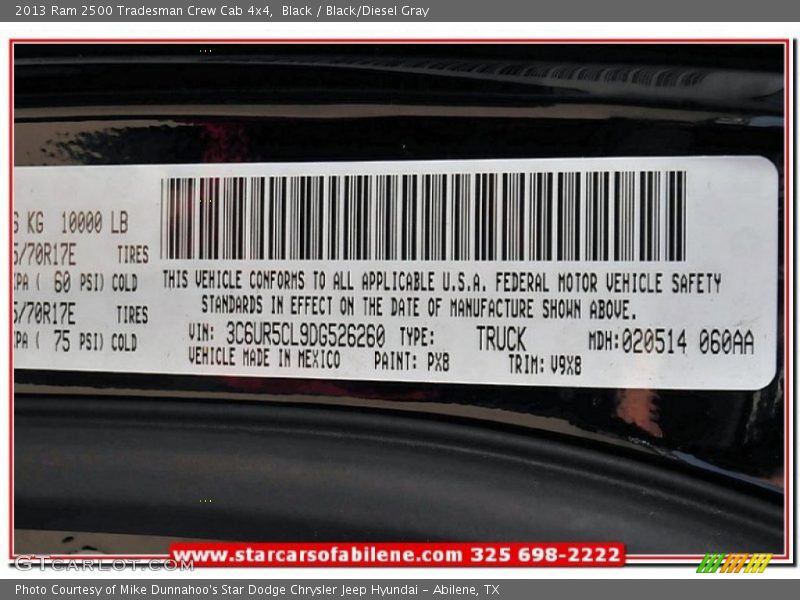 2013 Ram 2500 Tradesman Crew Cab 4x4, Black / Black/Diesel Gray
KG 10000 LB
/70R17E TIRES
( 60 PSI) COLD
/70R17E TIRES
( 75 PSI) COLD
THIS VEHICLE CONFORMS TO ALL APPLICABLE U.S.A. FEDERAL MOTOR VEHICLE SAFETY
STANDARDS IN EFFECT ON THE DATE OF MANUFACTURE SHOWN ABOVE.
VIN: 3C6UR5CL9DG526260 TYPE: TRUCK MDH:020514 060AA
VEHICLE MADE IN MEXICO PAINT: PX8 TRIM: V9X8
www.starcarsofabilene.com 325 698-2222
GTCARLOT.COM
Photo Courtesy of Mike Dunnahoo's Star Dodge Chrysler Jeep Hyundai - Abilene, TX